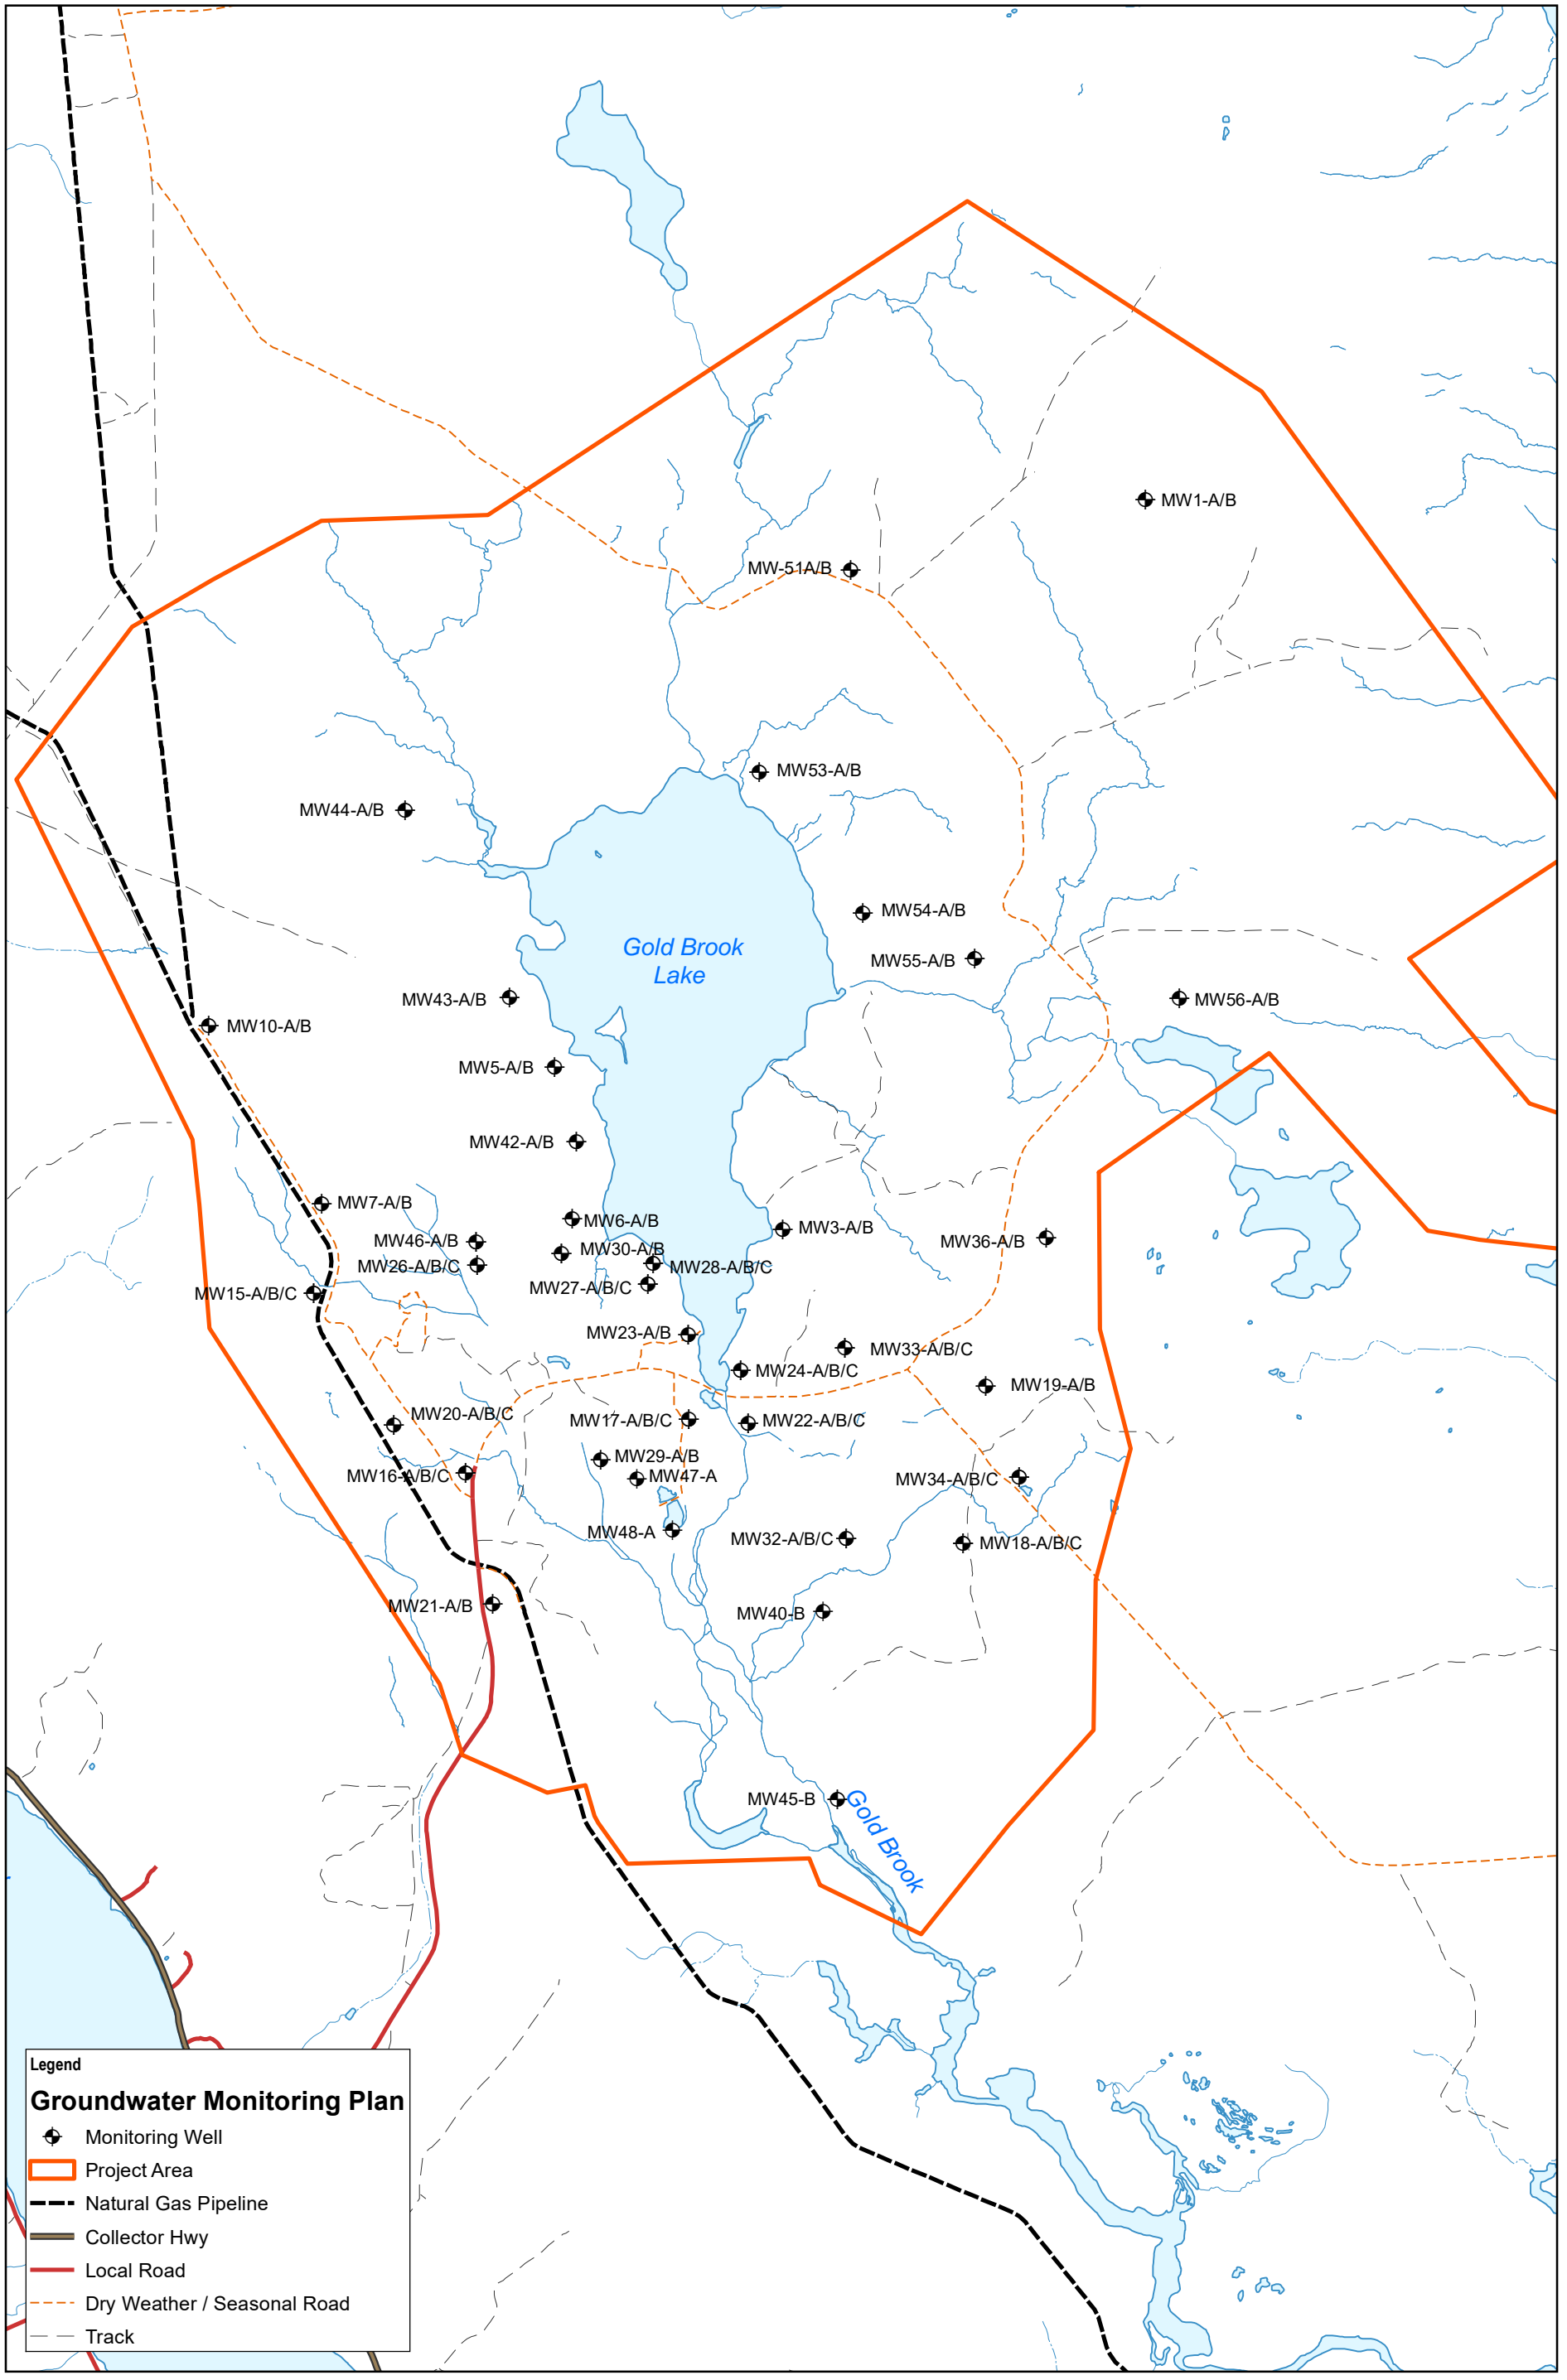 MW1-A/B
MW-51A/B
MW53-A/B
MW44-A/B
MW54-A/B
Gold Brook
Lake
MW55-A/B
MW43-A/B
MW56-A/B
MW10-A/B
MW5-A/B
MW42-A/B
MW7-A/B
MW6-A/B
MW3-A/B
MW46-A/B
MW36-A/B
MW30-A/B
MW26-A/B/C
MW28-A/B/C
MW27-A/B/C
MW15-A/B/C
MW23-A/B
MW33-A/B/C
MW24-A/B/C
MW19-A/B
MW20-A/B/C
MW17-A/B/C
MW22-A/B/C
MW29-A/B
MW16-A/B/C
MW47-A
MW34-A/B/C
MW48-A
MW32-A/B/C
MW18-A/B/C
MW21-A/B
MW40-B
MW45-B
Gold Brook
Legend
Groundwater Monitoring Plan
Monitoring Well
Project Area
Natural Gas Pipeline
Collector Hwy
Local Road
Dry Weather / Seasonal Road
Track